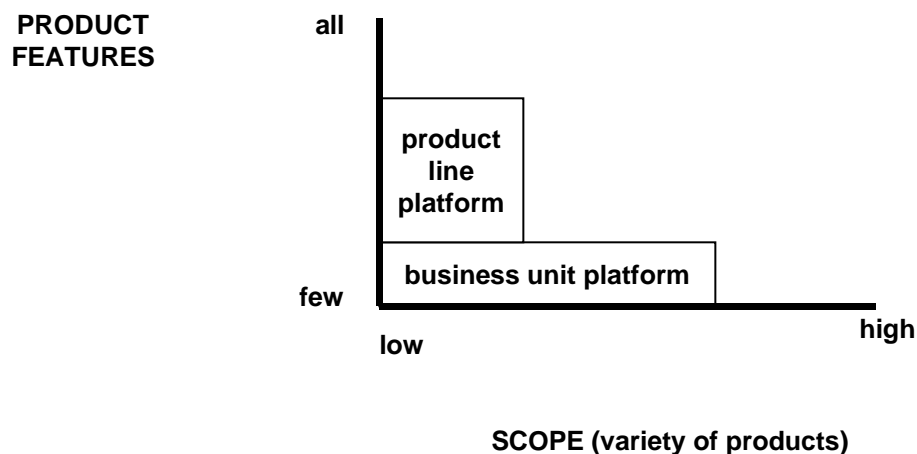 PRODUCT
FEATURES
all
product
line
platform
business unit platform
few
low
high
SCOPE (variety of products)